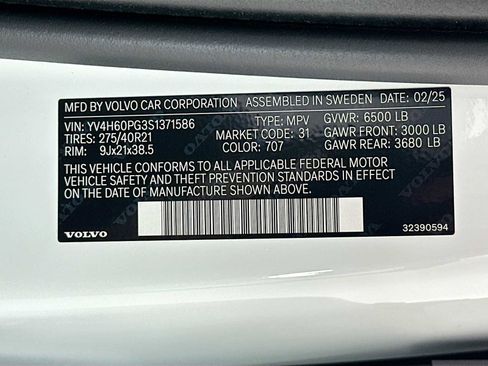 MFD BY VOLVO CAR CORPORATION ASSEMBLED IN SWEDEN 02/25
VIN: YV4H60PG3S1371586 TYPE: MPV GVWR: 6500 LB
TIRES: 275/40R21 MARKET CODE: 31 GAWR FRONT: 3000 LB
RIM: 9Jx21x38.5 COLOR: 707 GAWR REAR: 3680 LB
THIS VEHICLE CONFORMS TO ALL APPLICABLE FEDERAL MOTOR
VEHICLE SAFETY AND THEFT PREVENTION STANDARDS IN EFFECT
ON THE DATE OF MANUFACTURE SHOWN ABOVE.
VOLVO 32390594